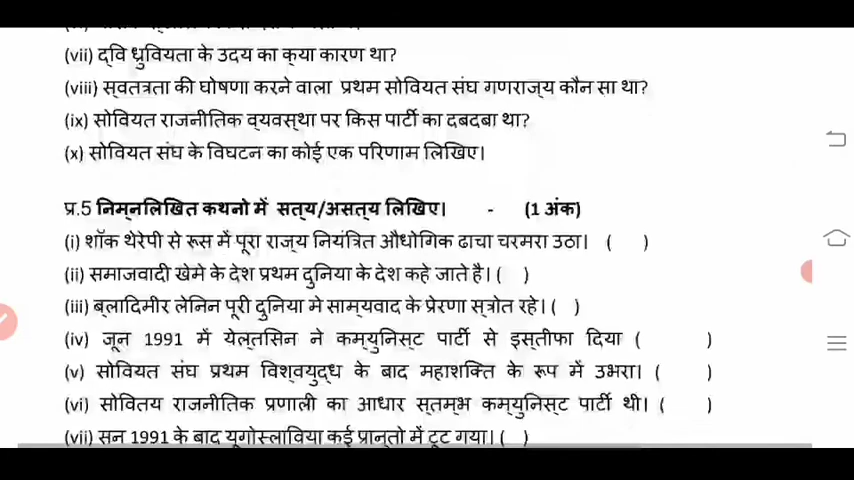 (vii) द्वि ध्रुवियता के उदय का क्या कारण था?
(viii) स्वतत्रता की घोषणा करने वाला प्रथम सोवियत संघ गणराज्य कौन सा था?
(ix) सोवियत राजनीतिक व्यवस्था पर किस पार्टी का दबदबा था?
(x) सोवियत संघ के विघटन का कोई एक परिणाम लिखिए।
प्र.5 निम्नलिखित कथनो में सत्य/असत्य लिखिए। - (1 अंक)
(i) शॉक थेरेपी से रूस में पूरा राज्य नियंत्रित औधोगिक ढाचा चरमरा उठा। ( )
(ii) समाजवादी खेमे के देश प्रथम दुनिया के देश कहे जाते है। ( )
(iii) ब्लादिमीर लेनिन पूरी दुनिया मे साम्यवाद के प्रेरणा स्त्रोत रहे। ( )
(iv) जून 1991 में येल्तसिन ने कम्युनिस्ट पार्टी से इस्तीफा दिया ( )
(v) सोवियत संघ प्रथम विश्वयुद्ध के बाद महाशक्ति के रूप में उभरा। ( )
(vi) सोवितय राजनीतिक प्रणाली का आधार स्तम्भ कम्युनिस्ट पार्टी थी। ( )
(vii) सन 1991 के बाद यूगोस्लाविया कई प्रान्तो में टूट गया। ( )